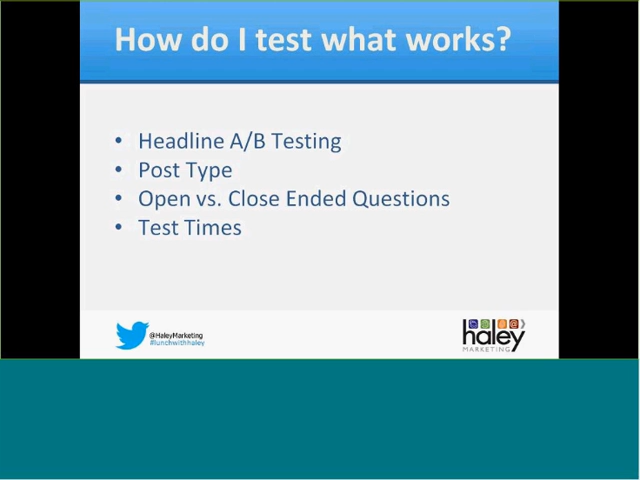 How do I test what works?
• Headline A/B Testing
• Post Type
• Open vs. Close Ended Questions
• Test Times
@HaleyMarketing
#lunchwithhaley
haley
MARKETING